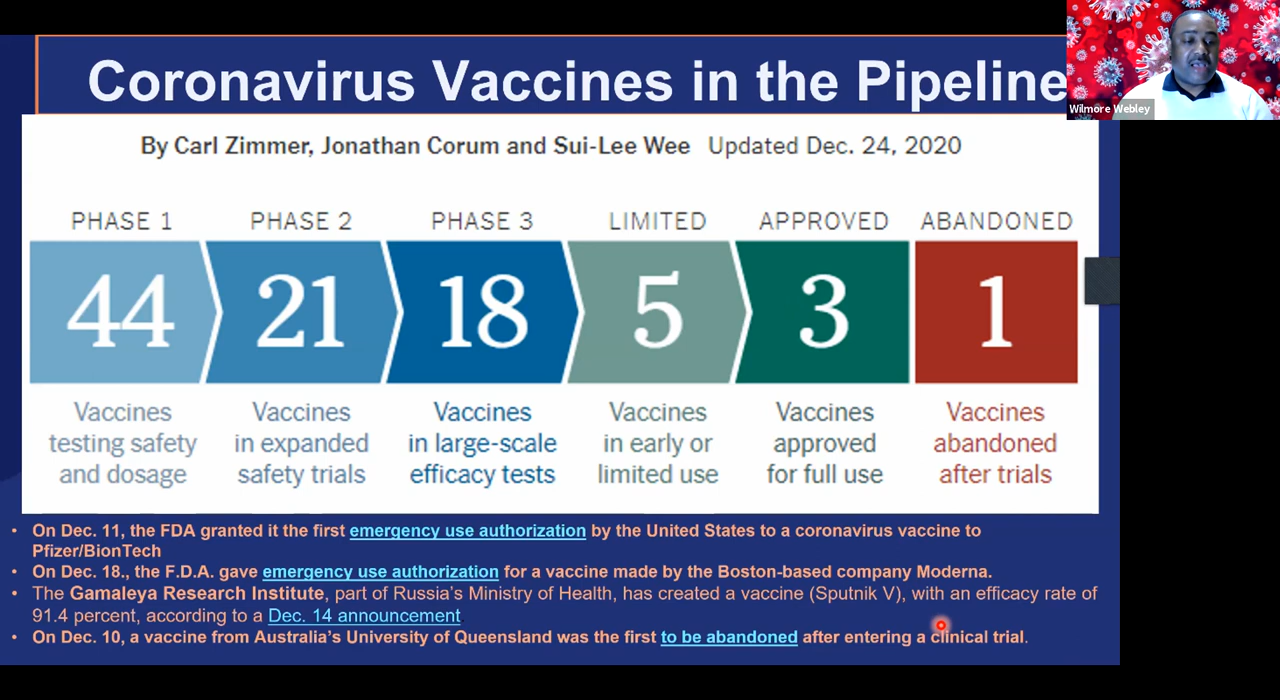 Coronavirus Vaccines in the Pipeline
Wilmore Webley
By Carl Zimmer, Jonathan Corum and Sui-Lee Wee Updated Dec. 24, 2020
PHASE 1 PHASE 2 PHASE 3 LIMITED APPROVED ABANDONED
44 21 18 5 3 1
Vaccines Vaccines Vaccines Vaccines Vaccines Vaccines
testing safety in expanded in large-scale in early or approved abandoned
and dosage safety trials efficacy tests limited use for full use after trials
• On Dec. 11, the FDA granted it the first emergency use authorization by the United States to a coronavirus vaccine to
Pfizer/BionTech
• On Dec. 18., the F.D.A. gave emergency use authorization for a vaccine made by the Boston-based company Moderna.
• The Gamaleya Research Institute, part of Russia's Ministry of Health, has created a vaccine (Sputnik V), with an efficacy rate of
91.4 percent, according to a Dec. 14 announcement.
• On Dec. 10, a vaccine from Australia's University of Queensland was the first to be abandoned after entering a clinical trial.